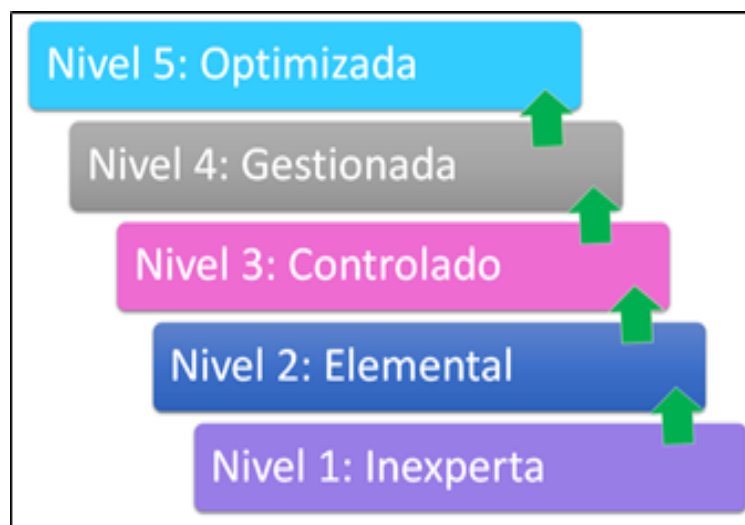 Nivel 5: Optimizada
Nivel 4: Gestionada
Nivel 3: Controlado
Nivel 2: Elemental
Nivel 1: Inexperta